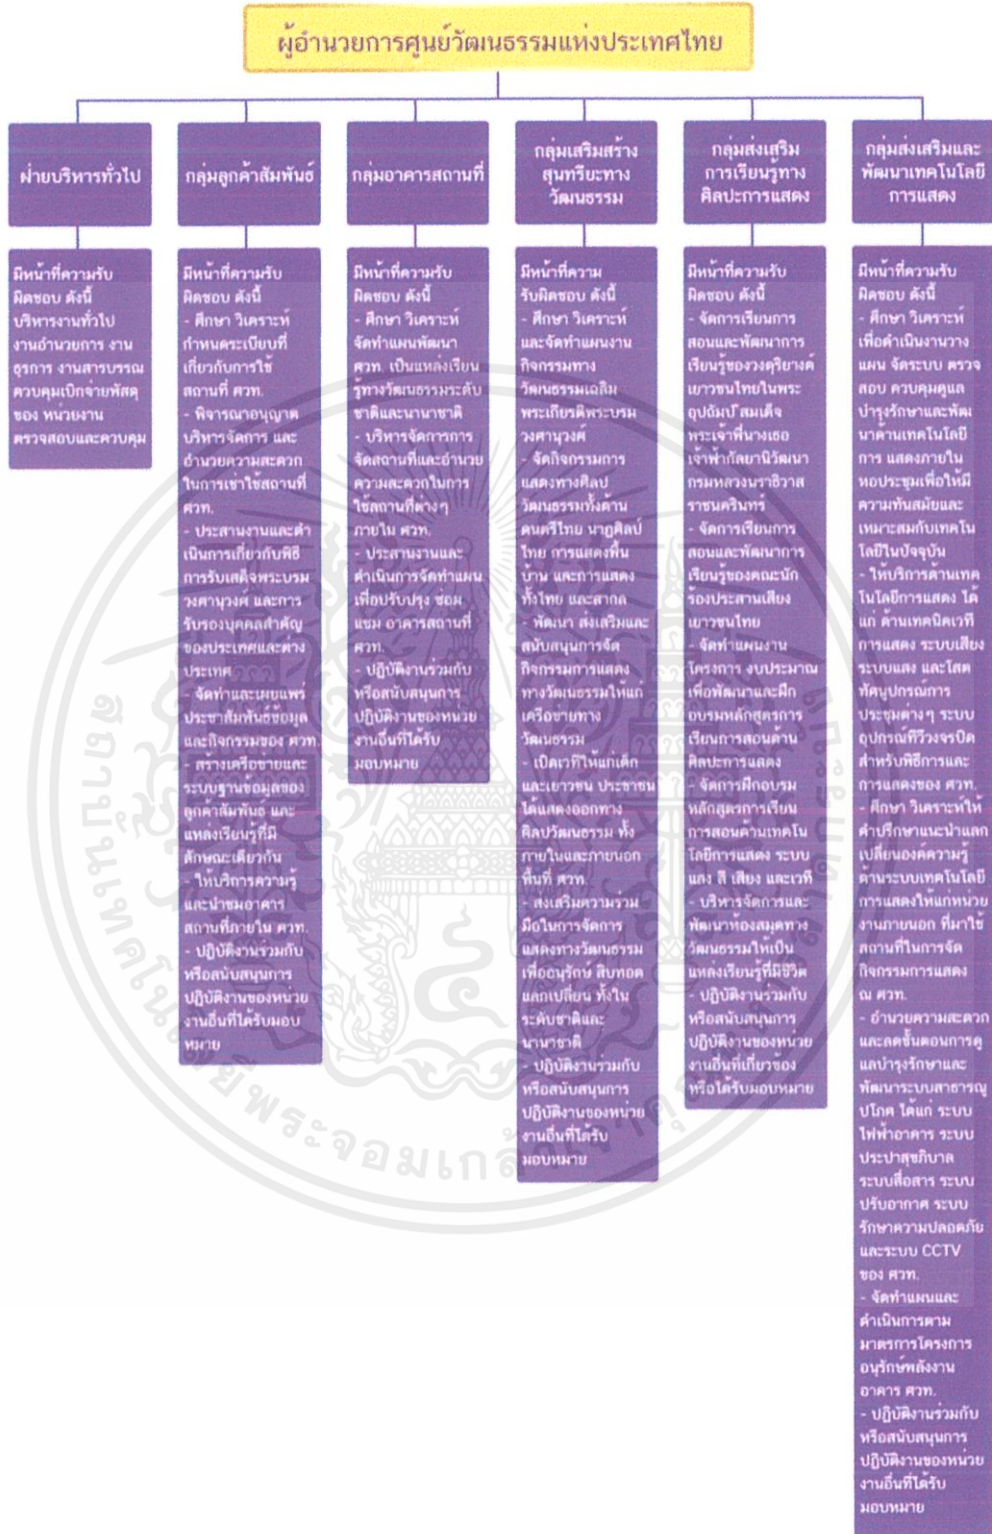 ผู้อำนวยการศูนย์วัฒนธรรมแห่งประเทศไทย
ฝ่ายบริหารทั่วไป
มีหน้าที่ความรับ
ผิดชอบ ดังนี้
บริหารงานทั่วไป
งานอำนวยการ งาน
ธุรการ งานสารบรรณ
ควบคุมเบิกจ่ายพัสดุ
ของ หน่วยงาน
ตรวจสอบและควบคุม
กลุ่มลูกค้าสัมพันธ์
มีหน้าที่ความรับ
ผิดชอบ ดังนี้
- ศึกษา วิเคราะห์
กำหนดระเบียบที่
เกี่ยวกับการใช้
สถานที่ ศวท.
- พิจารณาอนุญาต
บริหารจัดการ และ
อำนวยความสะดวก
ในการเช่าใช้สถานที่
ศวท.
- ประสานงานและดำ
เนินการเกี่ยวกับพิธี
การรับเสด็จพระบรม
วงศานุวงศ์ และการ
รับรองบุคคลสำคัญ
ของประเทศและต่าง
ประเทศ
- จัดทำและเผยแพร่
ประชาสัมพันธ์ข้อมูล
และกิจกรรมของ ศวท.
- สร้างเครือข่ายและ
ระบบฐานข้อมูลของ
ลูกค้าสัมพันธ์ และ
แหล่งเรียนรู้ที่มี
ลักษณะเดียวกัน
- ให้บริการความรู้
และนำชมอาคาร
สถานที่ภายใน ศวท.
- ปฏิบัติงานร่วมกับ
หรือสนับสนุนการ
ปฏิบัติงานของหน่วย
งานอื่นที่ได้รับมอบ
หมาย
กลุ่มอาคารสถานที่
มีหน้าที่ความรับ
ผิดชอบ ดังนี้
- ศึกษา วิเคราะห์
จัดทำแผนพัฒนา
ศวท. เป็นแหล่งเรียน
รู้ทางวัฒนธรรมระดับ
ชาติและนานาชาติ
- บริหารจัดการการ
จัดสถานที่และอำนวย
ความสะดวกในการ
ใช้สถานที่ต่างๆ
ภายใน ศวท.
- ประสานงานและ
ดำเนินการจัดทำแผน
เพื่อปรับปรุง ซ่อม
แซม อาคารสถานที่
ศวท.
- ปฏิบัติงานร่วมกับ
หรือสนับสนุนการ
ปฏิบัติงานของหน่วย
งานอื่นที่ได้รับ
มอบหมาย
กลุ่มเสริมสร้าง
สุนทรียะทาง
วัฒนธรรม
มีหน้าที่ความ
รับผิดชอบ ดังนี้
- ศึกษา วิเคราะห์
และจัดทำแผนงาน
กิจกรรมทาง
วัฒนธรรมเฉลิม
พระเกียรติพระบรม
วงศานุวงศ์
- จัดกิจกรรมการ
แสดงทางศิลป
วัฒนธรรมทั้งด้าน
ดนตรีไทย นาฏศิลป์
ไทย การแสดงพื้น
บ้าน และการแสดง
ทั้งไทย และสากล
- พัฒนา ส่งเสริมและ
สนับสนุนการจัด
กิจกรรมการแสดง
ทางวัฒนธรรมให้แก่
เครือข่ายทาง
วัฒนธรรม
- เปิดเวทีให้แก่เด็ก
และเยาวชน ประชาชน
ได้แสดงออกทาง
ศิลปวัฒนธรรม ทั้ง
ภายในและภายนอก
พื้นที่ ศวท.
- ส่งเสริมความร่วม
มือในการจัดการ
แสดงทางวัฒนธรรม
เพื่ออนุรักษ์ สืบทอด
แลกเปลี่ยน ทั้งใน
ระดับชาติและ
นานาชาติ
- ปฏิบัติงานร่วมกับ
หรือสนับสนุนการ
ปฏิบัติงานของหน่วย
งานอื่นที่ได้รับ
มอบหมาย
กลุ่มส่งเสริม
การเรียนรู้ทาง
ศิลปะการแสดง
มีหน้าที่ความรับ
ผิดชอบ ดังนี้
- จัดการเรียนการ
สอนและพัฒนาการ
เรียนรู้ของวงดุริยางค์
เยาวชนไทยในพระ
อุปถัมป์สมเด็จ
พระเจ้าพี่นางเธอ
เจ้าฟ้ากัลยานิวัฒนา
กรมหลวงนราธิวาส
ราชนครินทร์
- จัดการเรียนการ
สอนและพัฒนาการ
เรียนรู้ของคณะนัก
ร้องประสานเสียง
เยาวชนไทย
- จัดทำแผนงาน
โครงการ งบประมาณ
เพื่อพัฒนาและฝึก
อบรมหลักสูตรการ
เรียนการสอนด้าน
ศิลปะการแสดง
- จัดการฝึกอบรม
หลักสูตรการเรียน
การสอนด้านเทคโน
โลยีการแสดง ระบบ
แสง สี เสียง และเวที
- บริหารจัดการและ
พัฒนาห้องสมุดทาง
วัฒนธรรมให้เป็น
แหล่งเรียนรู้ที่มีชีวิต
- ปฏิบัติงานร่วมกับ
หรือสนับสนุนการ
ปฏิบัติงานของหน่วย
งานอื่นที่เกี่ยวข้อง
หรือได้รับมอบหมาย
กลุ่มส่งเสริมและ
พัฒนาเทคโนโลยี
การแสดง
มีหน้าที่ความรับ
ผิดชอบ ดังนี้
- ศึกษา วิเคราะห์
เพื่อดำเนินงานวาง
แผน จัดระบบ ตรวจ
สอบ ควบคุมดูแล
บำรุงรักษาและพัฒ
นาด้านเทคโนโลยี
การ แสดงภายใน
หอประชุมเพื่อให้มี
ความทันสมัยและ
เหมาะสมกับเทคโน
โลยีในปัจจุบัน
- ให้บริการด้านเทค
โนโลยีการแสดง ได้
แก่ ด้านเทคนิคเวที
การแสดง ระบบเสียง
ระบบแสง และโสต
ทัศนูปกรณ์การ
ประชุมต่างๆ ระบบ
อุปกรณ์ทีวีวงจรปิด
สำหรับพิธีการและ
การแสดงของ ศวท.
- ศึกษา วิเคราะห์ให้
คำปรึกษาแนะนำแลก
เปลี่ยนองค์ความรู้
ด้านระบบเทคโนโลยี
การแสดงให้แก่หน่วย
งานภายนอก ที่มาใช้
สถานที่ในการจัด
กิจกรรมการแสดง
ณ ศวท.
- อำนวยความสะดวก
และลดขั้นตอนการดู
แลบำรุงรักษาและ
พัฒนาระบบสาธารณู
ปโภค ได้แก่ ระบบ
ไฟฟ้าอาคาร ระบบ
ประปาสุขภิบาล
ระบบสื่อสาร ระบบ
ปรับอากาศ ระบบ
รักษาความปลอดภัย
และระบบ CCTV
ของ ศวท.
- จัดทำแผนและ
ดำเนินการตาม
มาตรการโครงการ
อนุรักษ์พลังงาน
อาคาร ศวท.
- ปฏิบัติงานร่วมกับ
หรือสนับสนุนการ
ปฏิบัติงานของหน่วย
งานอื่นที่ได้รับ
มอบหมาย